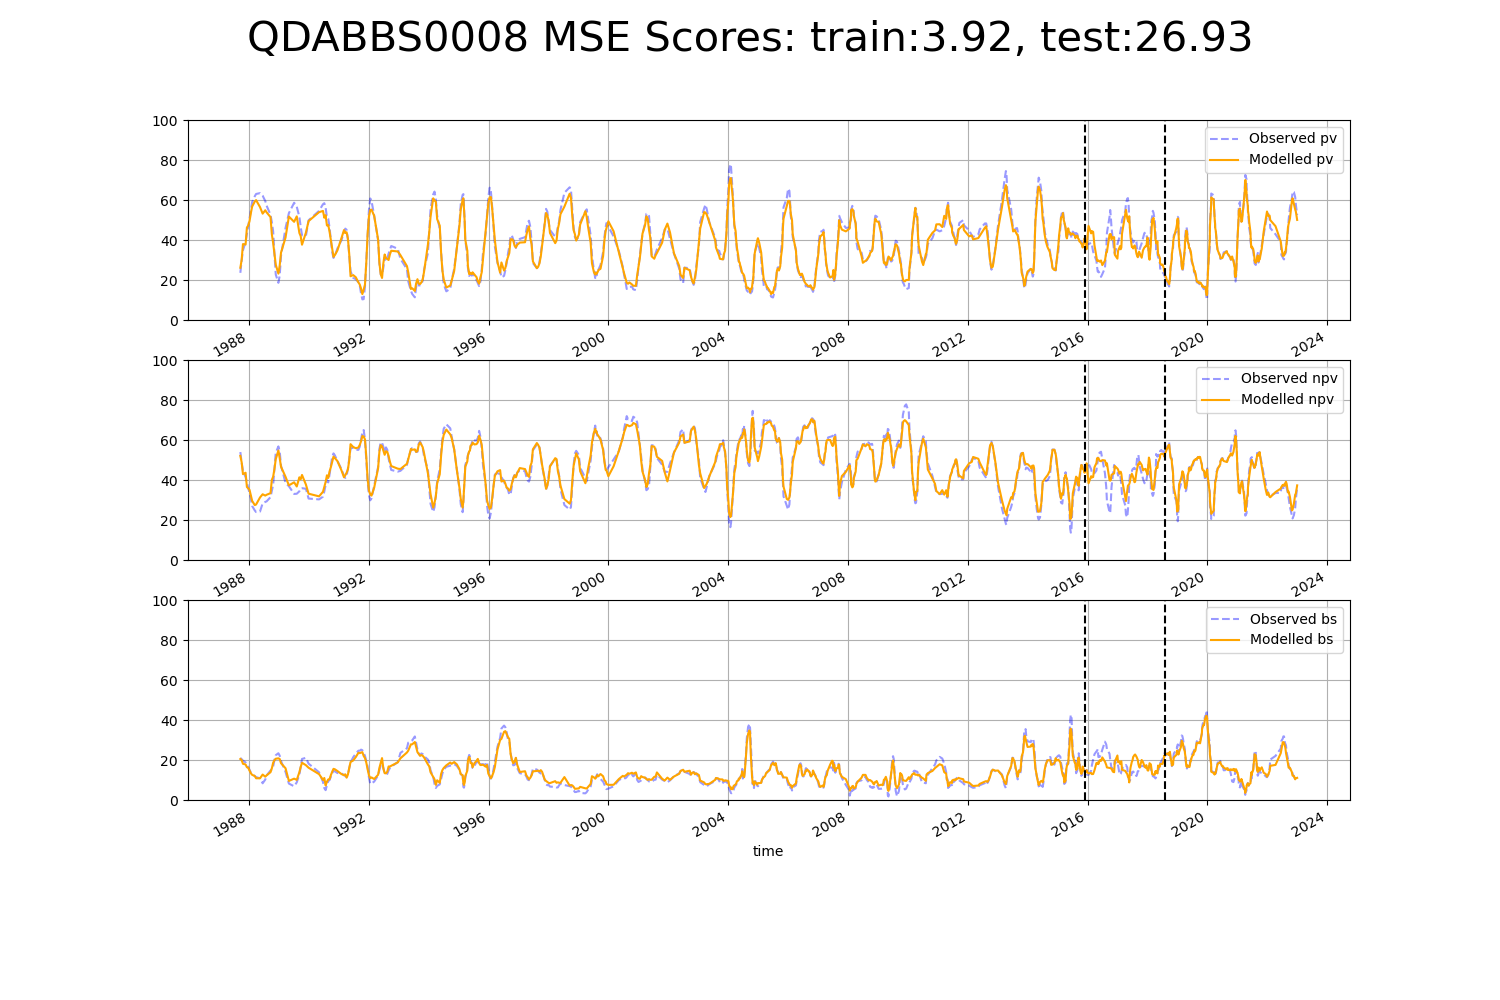 QDABBS0008 MSE Scores: train:3.92, test:26.93
100
80
60
40
20
0
Observed pv
Modelled pv
1988 1992 1996 2000 2004 2008 2012 2016 2020 2024
100
80
60
40
20
0
Observed npv
Modelled npv
1988 1992 1996 2000 2004 2008 2012 2016 2020 2024
100
80
60
40
20
0
Observed bs
Modelled bs
1988 1992 1996 2000 2004 2008 2012 2016 2020 2024
time